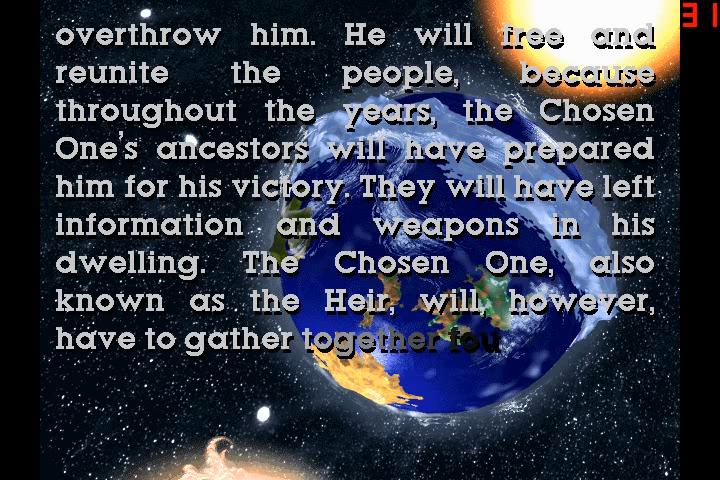 31
overthrow him. He will free and
reunite the people, because
throughout the years, the Chosen
One's ancestors will have prepared
him for his victory. They will have left
information and weapons in his
dwelling. The Chosen One, also
known as the Heir, will, however,
have to gather together fou